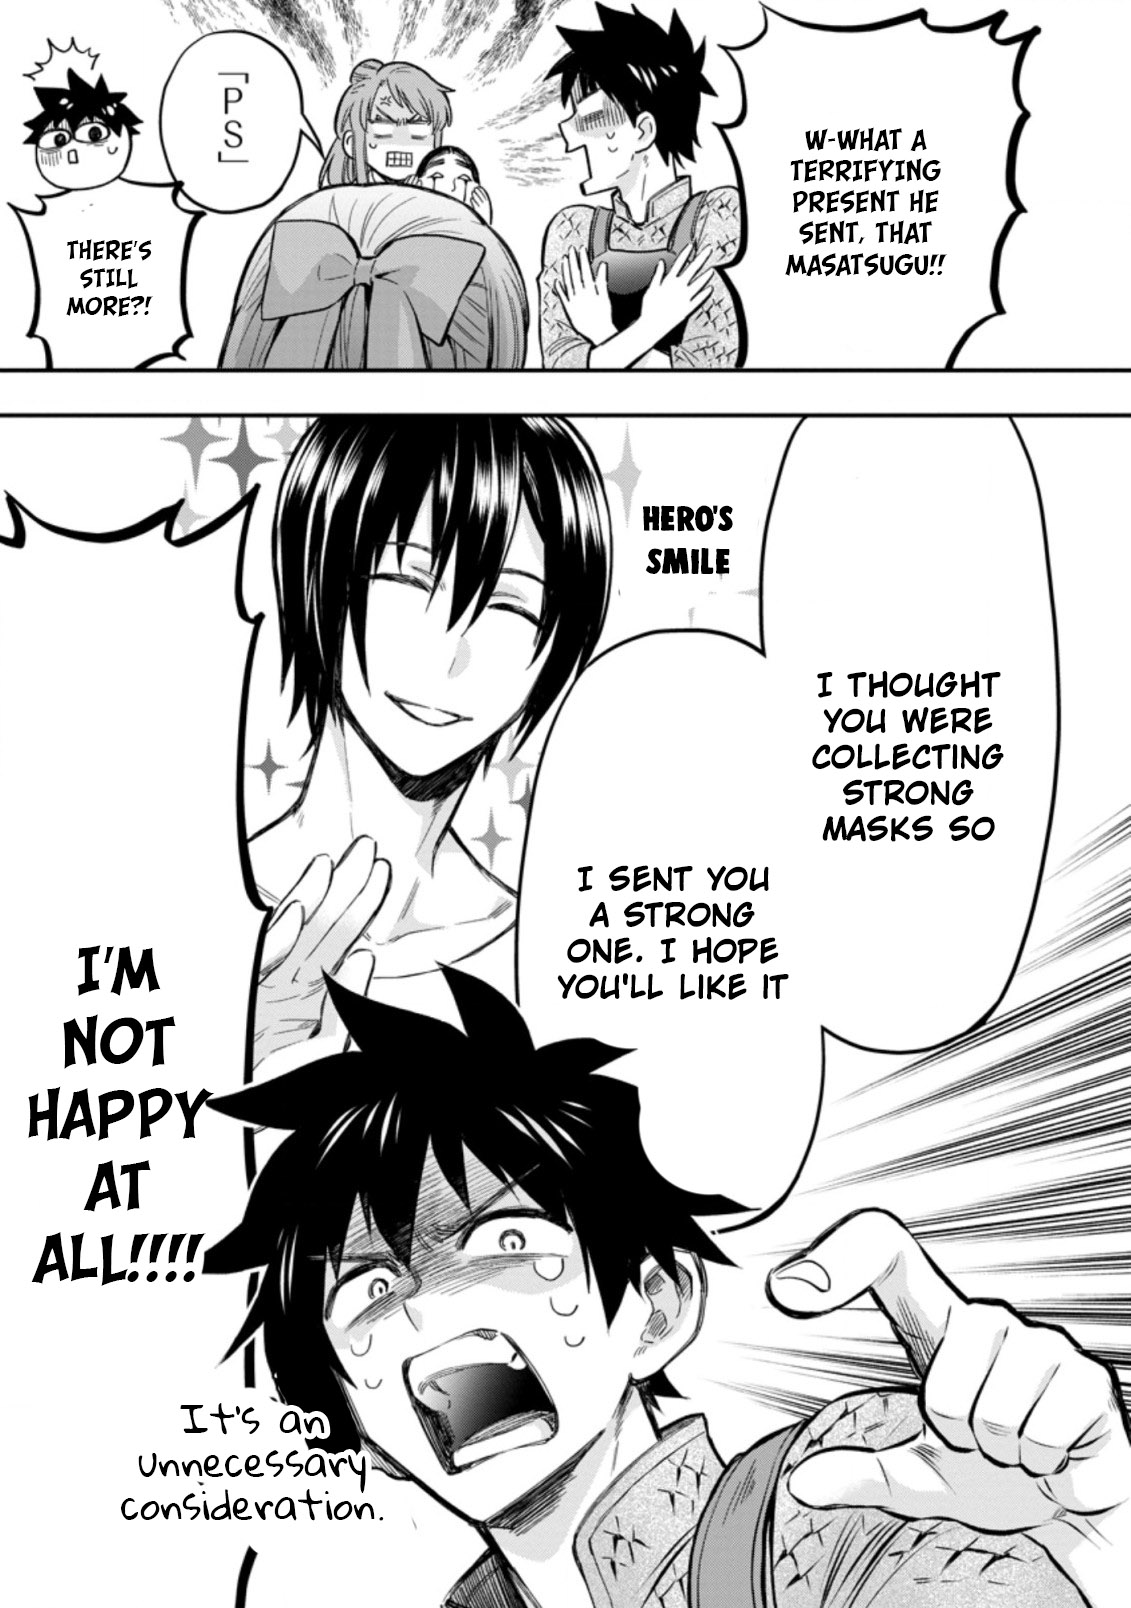 W-WHAT A
TERRIFYING
PRESENT HE
SENT, THAT
MASATSUGU!!
「PS」
THERE'S
STILL
MORE?!
HERO'S
SMILE
I THOUGHT
YOU WERE
COLLECTING
STRONG
MASKS SO
I SENT YOU
A STRONG
ONE. I HOPE
YOU'LL LIKE IT
I'M
NOT
HAPPY
AT
ALL!!!!
It's an
unnecessary
consideration.